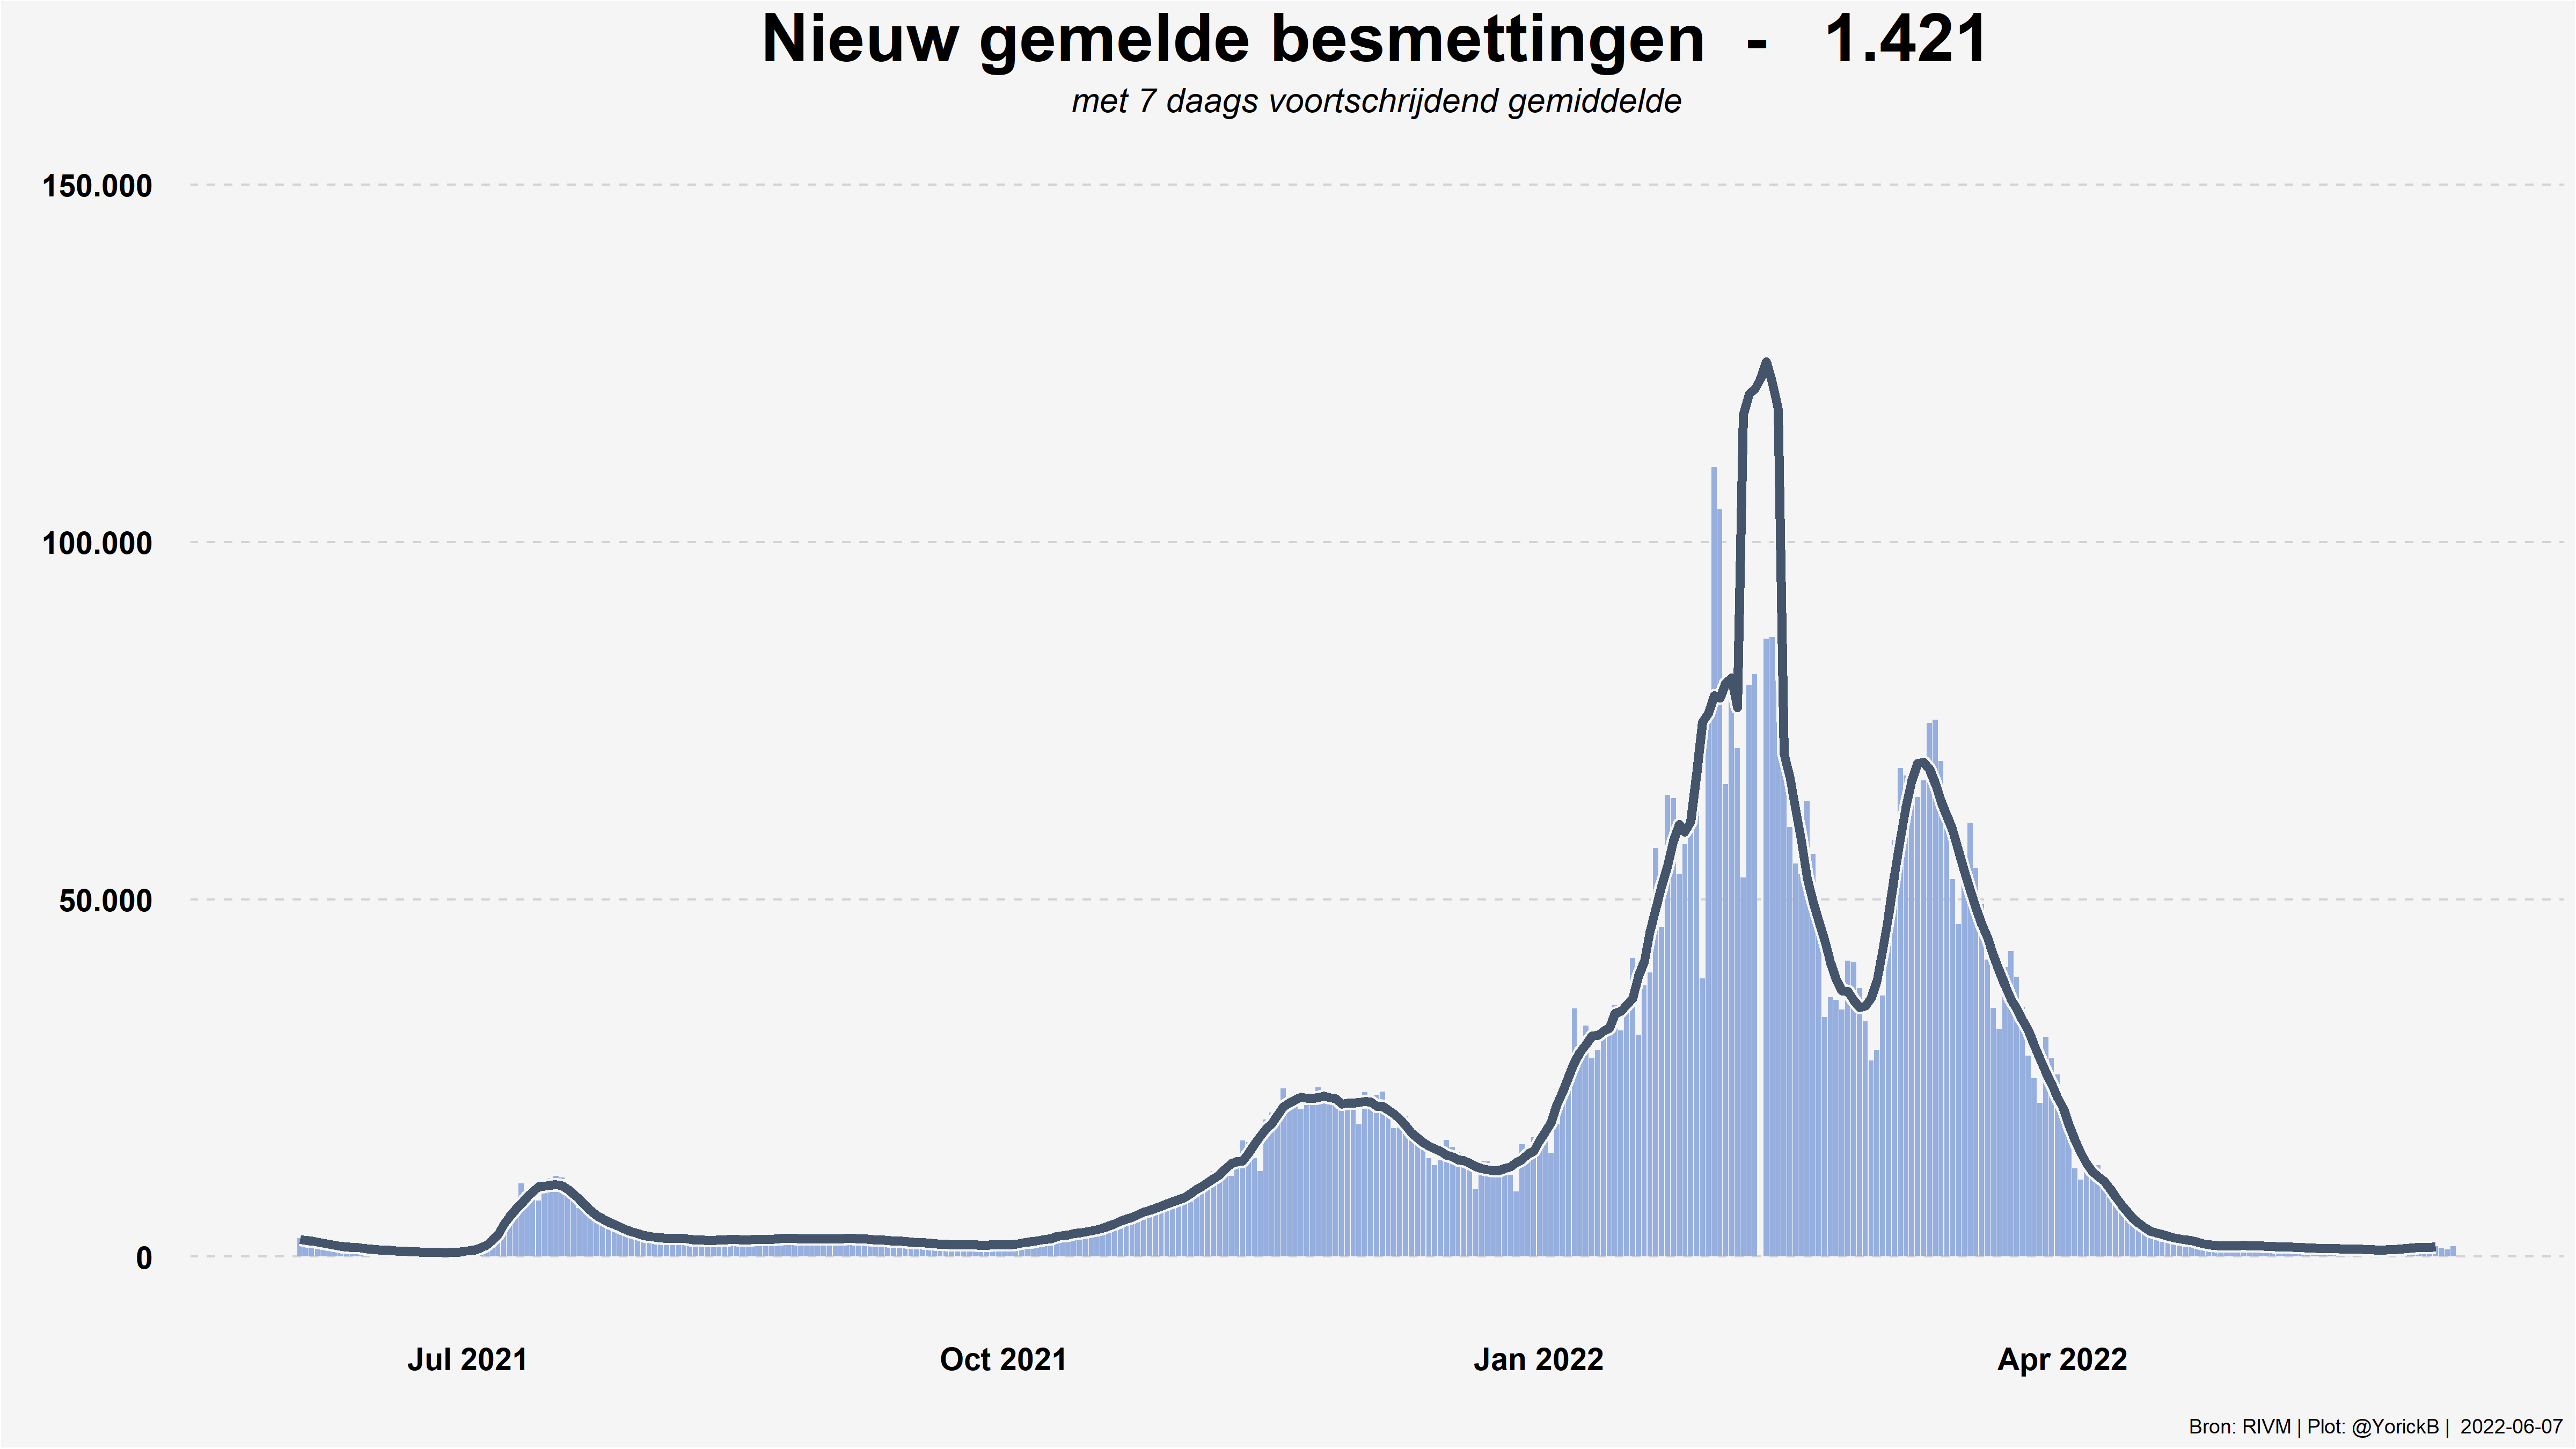 Nieuw gemelde besmettingen - 1.421
met 7 daags voortschrijdend gemiddelde
150.000
100.000
50.000
0
Jul 2021 Oct 2021 Jan 2022 Apr 2022
Bron: RIVM | Plot: @YorickB | 2022-06-07